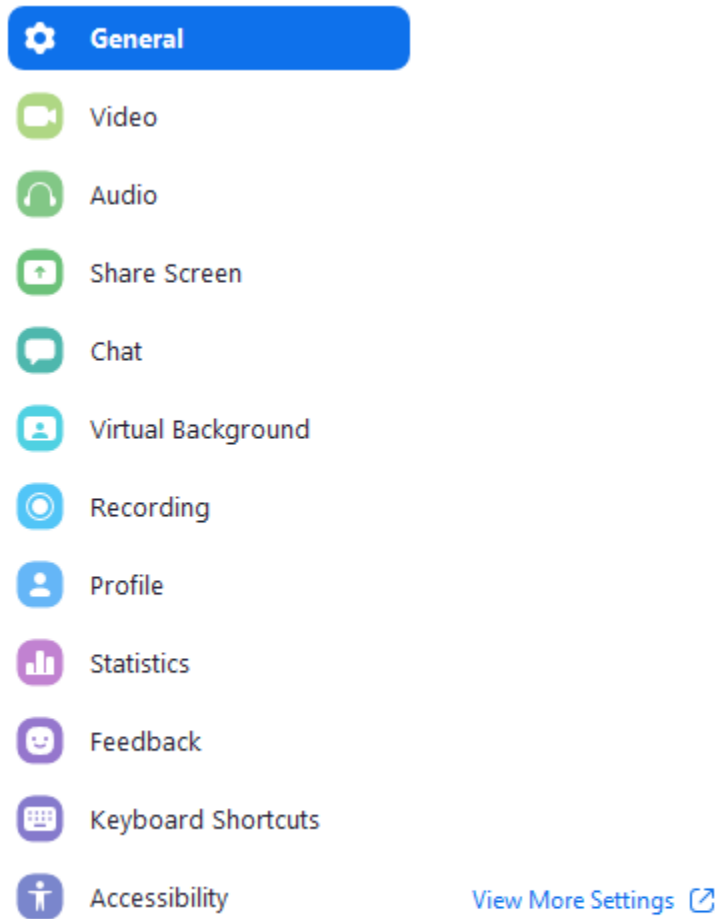 General
Video
Audio
Share Screen
Chat
Virtual Background
Recording
Profile
Statistics
Feedback
Keyboard Shortcuts
Accessibility
View More Settings